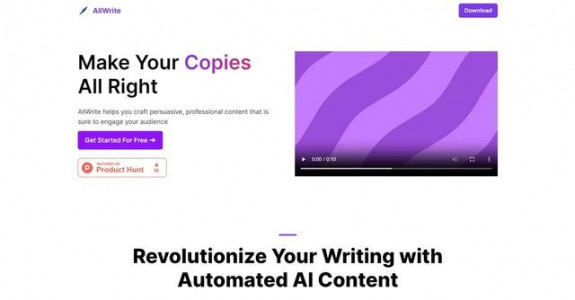 AllWrite
Download
Make Your Copies
All Right
AllWrite helps you craft persuasive, professional content that is
sure to engage your audience
Get Started For Free ➔
FEATURED ON
Product Hunt
0:00 / 0:10
Revolutionize Your Writing with
Automated AI Content